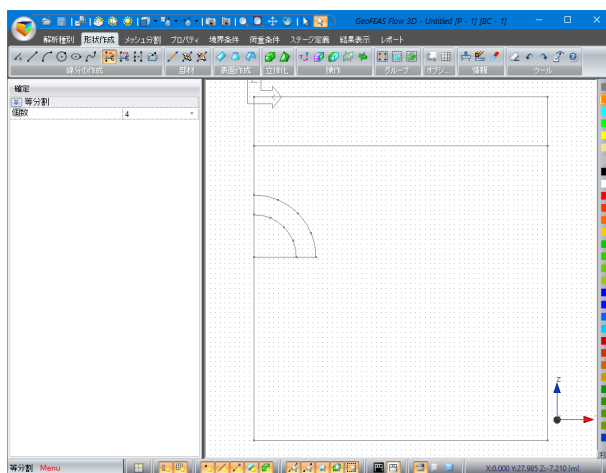 GeoFEAS Flow 3D - Untitled [P - 1] [BC - 1]
解析種別 形状作成 メッシュ分割 プロパティ 境界条件 荷重条件 ステージ定義 結果表示 レポート
線分の作成 部材 表面作成 立体化 操作 グループ オプシ... 情報 ツール
確定
等分割
個数 4
Z
等分割 Menu X:0.000 Y:27.985 Z:-7.210 [m]